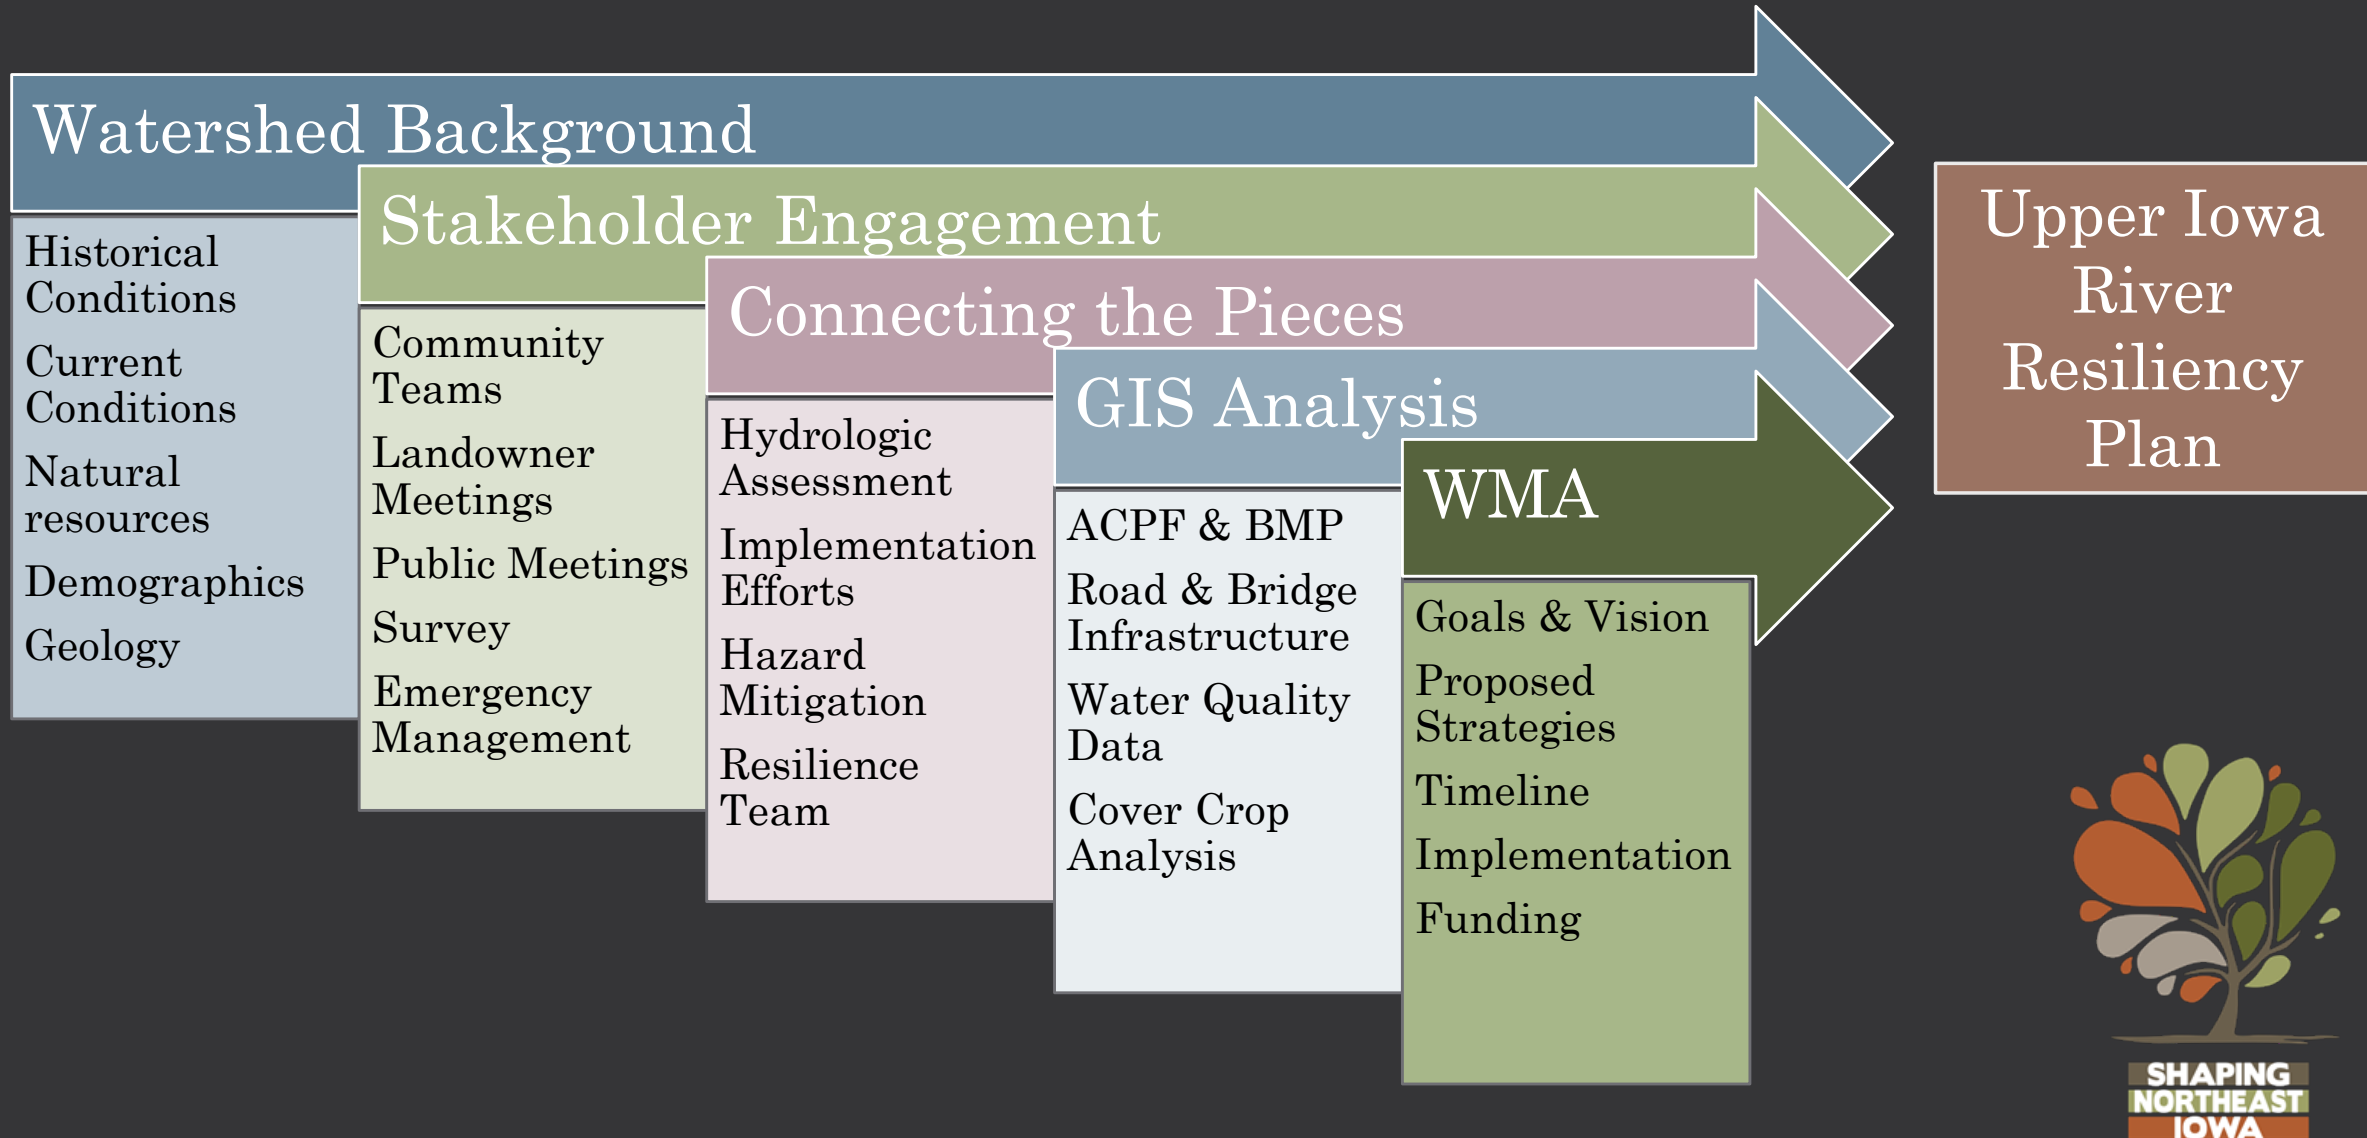 Watershed Background
Historical
Conditions
Current
Conditions
Natural
resources
Demographics
Geology
Stakeholder Engagement
Community
Teams
Landowner
Meetings
Public Meetings
Survey
Emergency
Management
Connecting the Pieces
Hydrologic
Assessment
Implementation
Efforts
Hazard
Mitigation
Resilience
Team
GIS Analysis
ACPF & BMP
Road & Bridge
Infrastructure
Water Quality
Data
Cover Crop
Analysis
WMA
Goals & Vision
Proposed
Strategies
Timeline
Implementation
Funding
Upper Iowa
River
Resiliency
Plan
SHAPING
NORTHEAST
IOWA